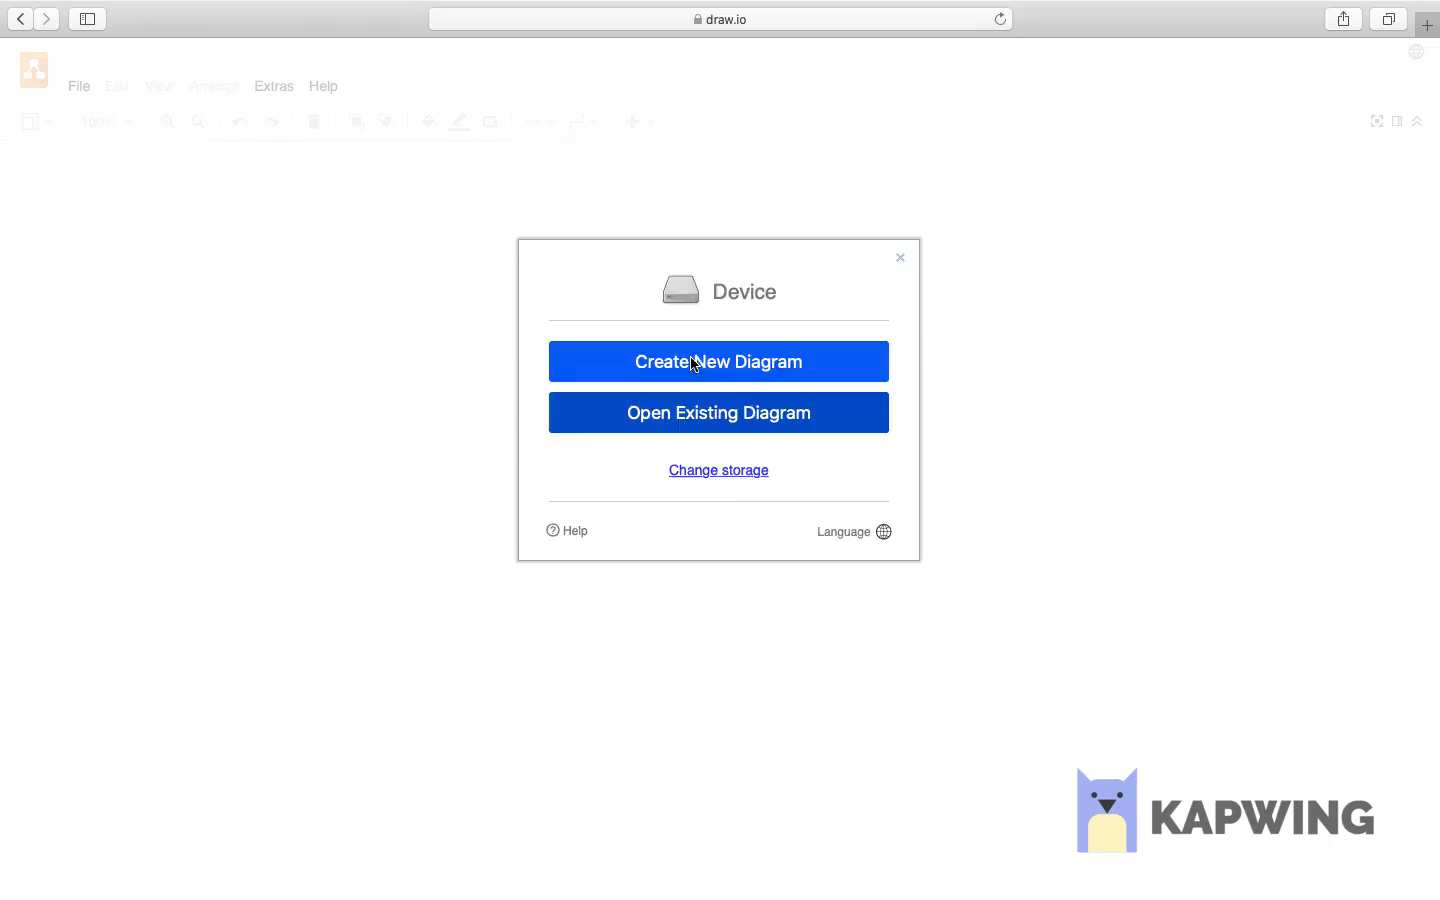 draw.io
File Edit View Arrange Extras Help
100%
Device
Create New Diagram
Open Existing Diagram
Change storage
Help
Language
KAPWING